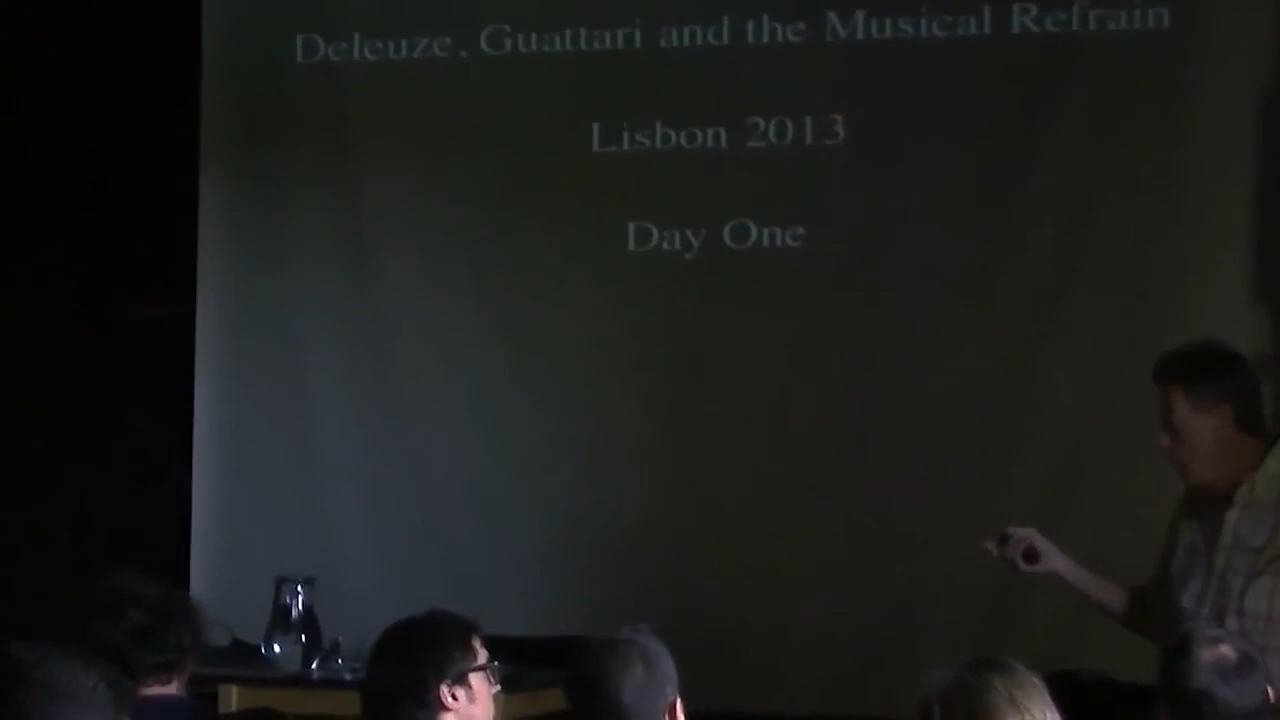 Deleuze, Guattari and the Musical Refrain
Lisbon 2013
Day One